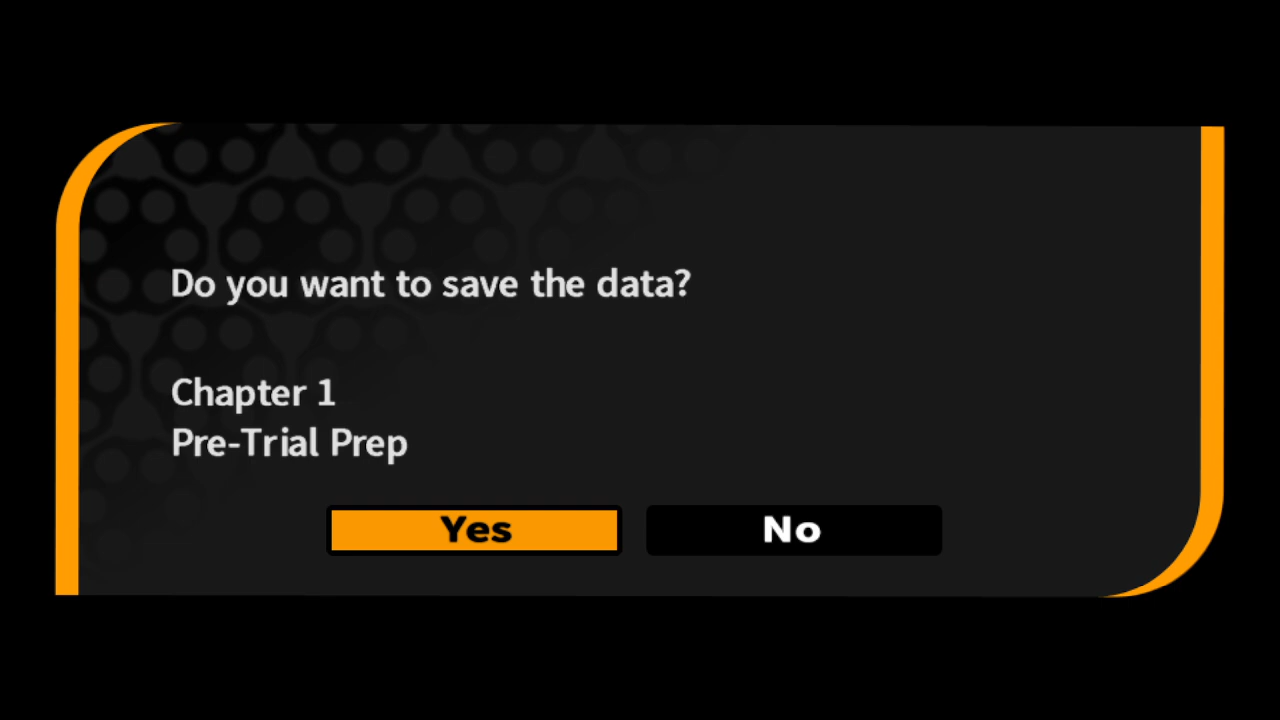 Do you want to save the data?
Chapter 1
Pre-Trial Prep
Yes
No